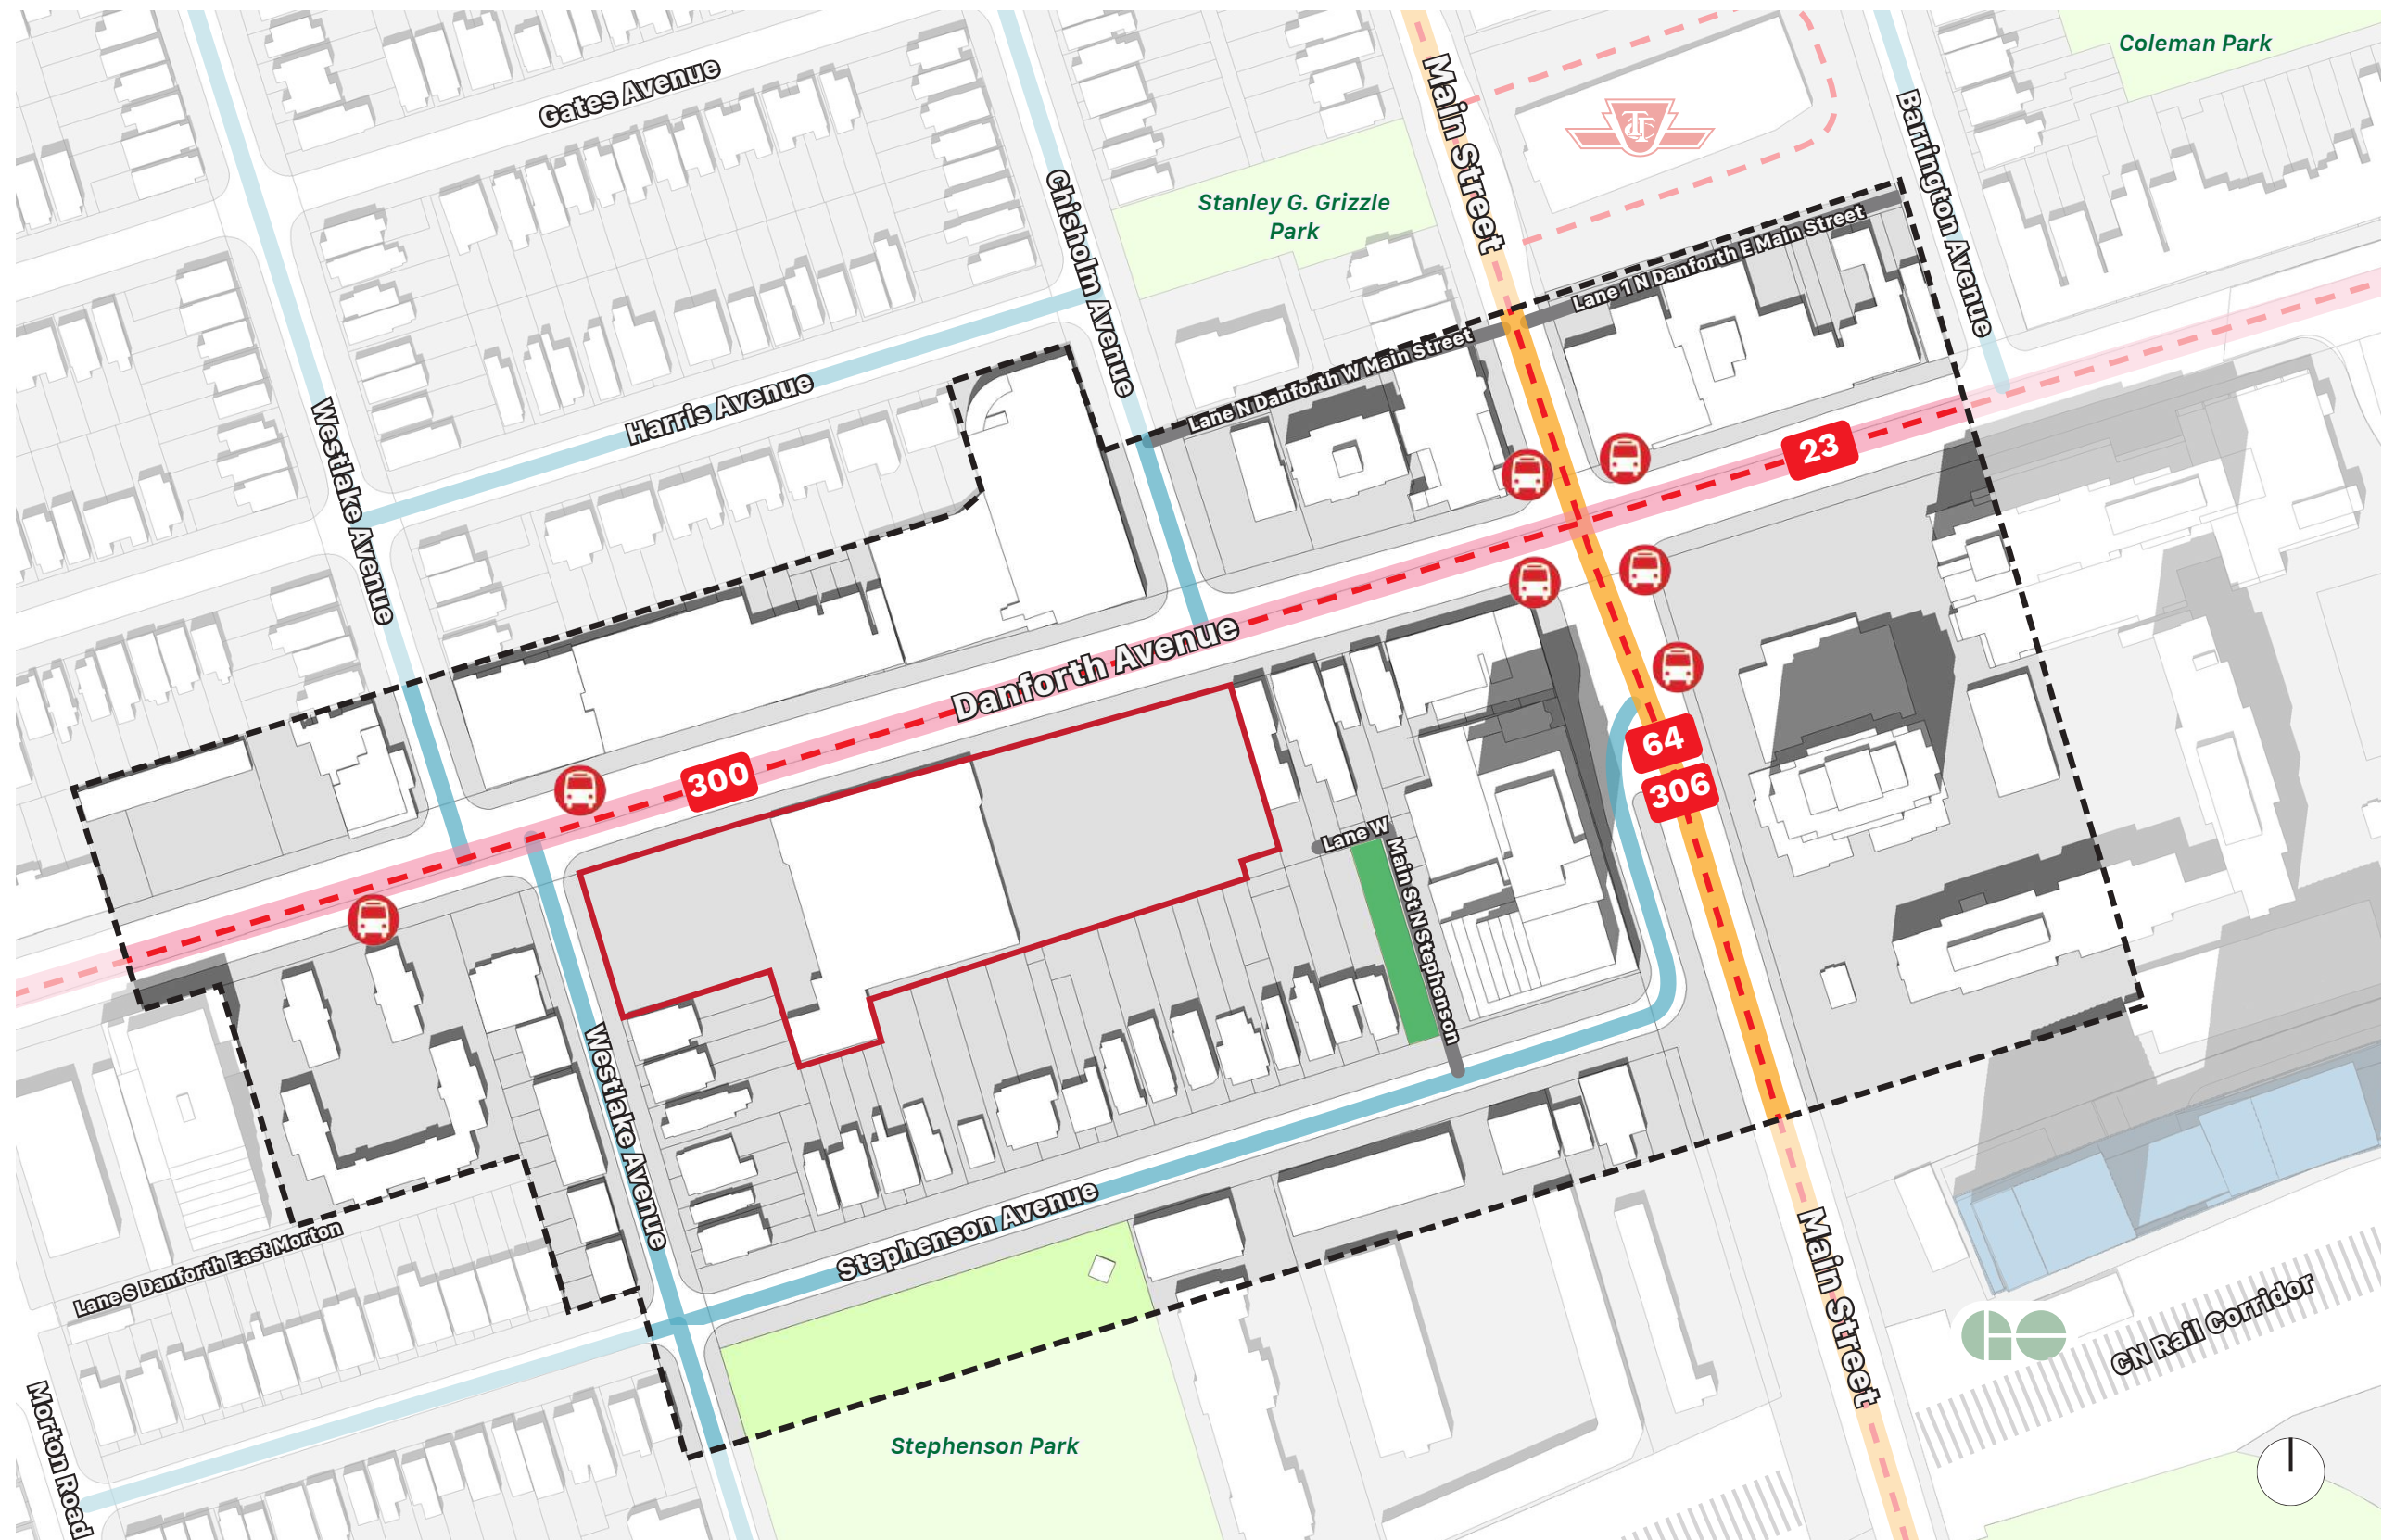 Coleman Park
Gates Avenue
Main Street
TTC
Barrington Avenue
Chisholm Avenue
Stanley G. Grizzle
Park
Lane 1 N Danforth E Main Street
Lane N Danforth W Main Street
Harris Avenue
Westlake Avenue
23
Danforth Avenue
300
64
306
Lane W
Main St N Stephenson
Westlake Avenue
Stephenson Avenue
Lane S Danforth East Morton
Main Street
CN Rail Corridor
GO
Morton Road
Stephenson Park